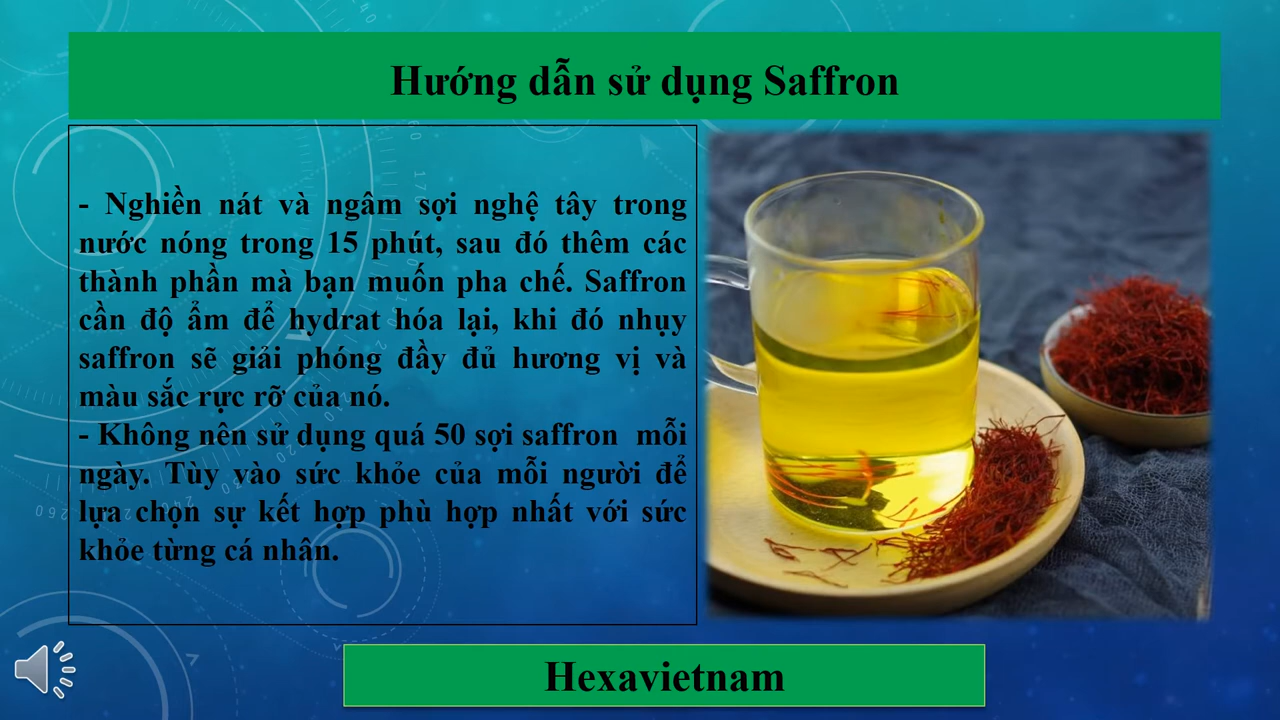 Hướng dẫn sử dụng Saffron
- Nghiền nát và ngâm sợi nghệ tây trong
nước nóng trong 15 phút, sau đó thêm các
thành phần mà bạn muốn pha chế. Saffron
cần độ ẩm để hydrat hóa lại, khi đó nhụy
saffron sẽ giải phóng đầy đủ hương vị và
màu sắc rực rỡ của nó.
- Không nên sử dụng quá 50 sợi saffron  mỗi
ngày. Tùy vào sức khỏe của mỗi người để
lựa chọn sự kết hợp phù hợp nhất với sức
khỏe từng cá nhân.
Hexavietnam